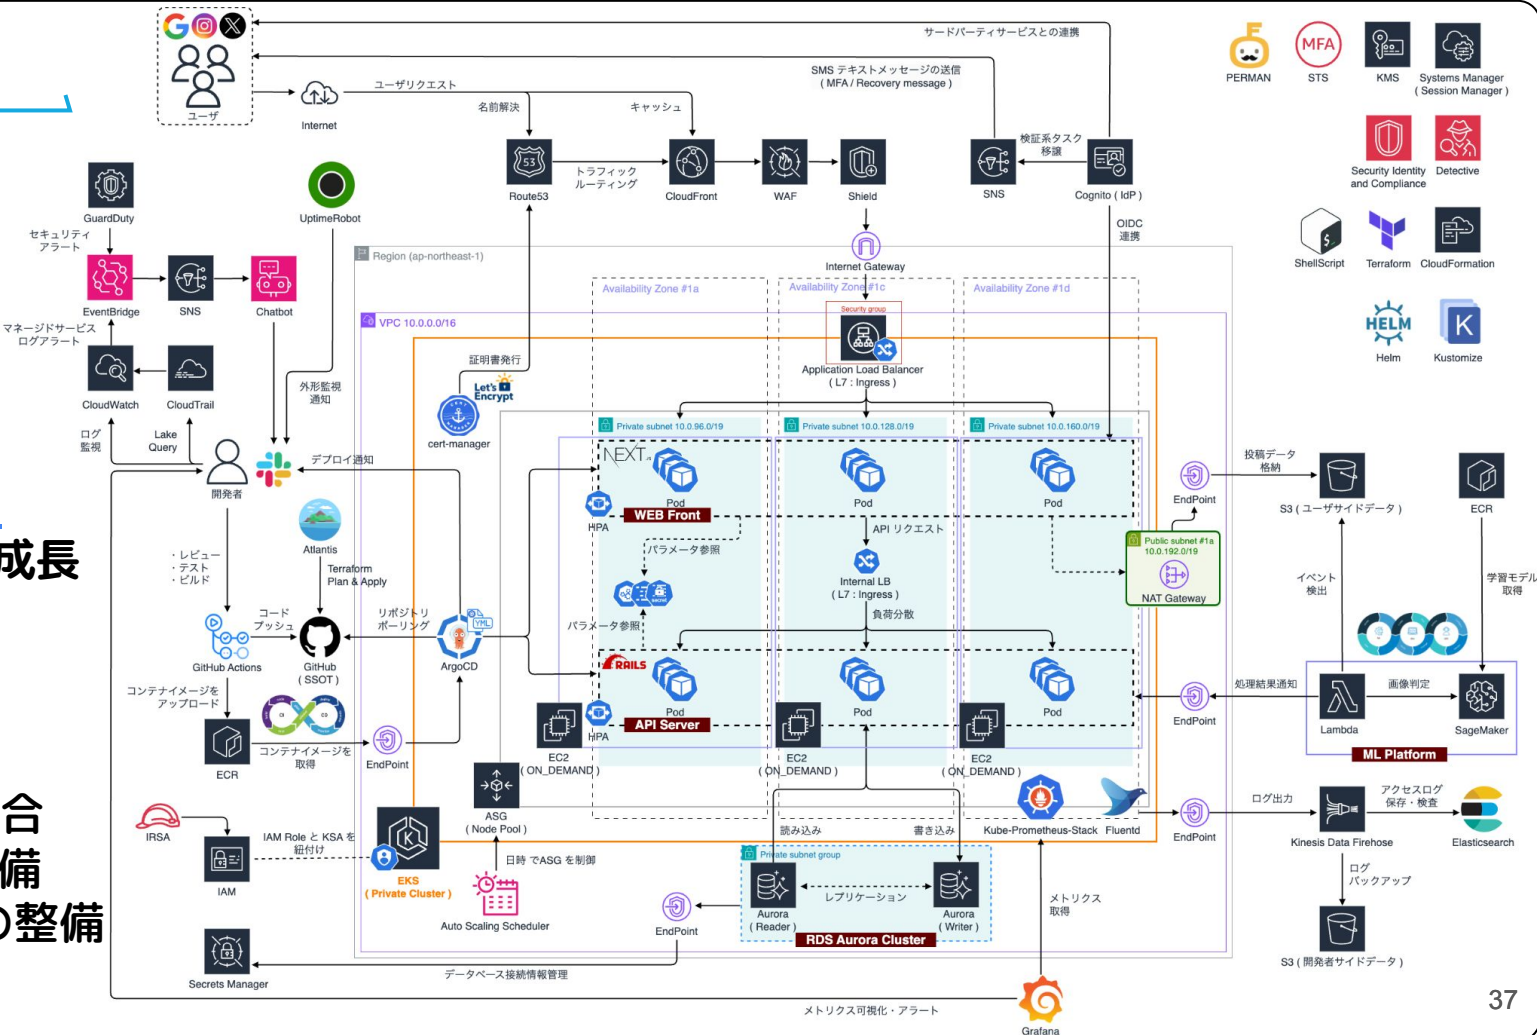 サードパーティサービスとの連携
SMS テキストメッセージの送信
( MFA / Recovery message )
ユーザ
Internet
ユーザリクエスト
名前解決
キャッシュ
検証系タスク
移譲
53
Route53
トラフィック
ルーティング
CloudFront
WAF
Shield
SNS
Cognito ( IdP )
OIDC
連携
PERMAN
MFA
STS
KMS
Systems Manager
( Session Manager )
Security Identity
and Compliance
Detective
ShellScript
Terraform
CloudFormation
HELM
Helm
K
Kustomize
GuardDuty
セキュリティ
アラート
UptimeRobot
EventBridge
SNS
Chatbot
マネージドサービス
ログアラート
CloudWatch
CloudTrail
外形監視
通知
ログ
監視
Lake
Query
開発者
デプロイ通知
Region (ap-northeast-1)
Internet Gateway
Availability Zone #1a
Availability Zone #1c
Availability Zone #1d
VPC 10.0.0.0/16
Security group
Application Load Balancer
( L7 : Ingress )
証明書発行
Let's
Encrypt
cert-manager
Private subnet 10.0.96.0/19
Private subnet 10.0.128.0/19
Private subnet 10.0.160.0/19
NEXT
Pod
Pod
Pod
HPA
WEB Front
API リクエスト
パラメータ参照
Internal LB
( L7 : Ingress )
secret
負荷分散
パラメータ参照
RAILS
Pod
Pod
Pod
HPA
API Server
EC2
( ON_DEMAND )
EC2
( ON_DEMAND )
EC2
( ON_DEMAND )
EndPoint
投稿データ
格納
S3 ( ユーザサイドデータ )
ECR
Public subnet #1a
10.0.192.0/19
NAT Gateway
イベント
検出
学習モデル
取得
EndPoint
処理結果通知
画像判定
Lambda
SageMaker
ML Platform
成長
Atlantis
・レビュー
・テスト
・ビルド
Terraform
Plan & Apply
コード
プッシュ
リポジトリ
ポーリング
YML
GitHub Actions
GitHub
( SSOT )
ArgoCD
コンテナイメージを
アップロード
CI
CD
ECR
コンテナイメージを
取得
EndPoint
ASG
( Node Pool )
合
備
の整備
IRSA
IAM
IAM Role と KSA を
紐付け
EKS
( Private Cluster )
日時 でASG を制御
Auto Scaling Scheduler
Secrets Manager
データベース接続情報管理
EndPoint
読み込み
書き込み
Private subnet group
Aurora
( Reader )
レプリケーション
Aurora
( Writer )
RDS Aurora Cluster
Kube-Prometheus-Stack
Fluentd
EndPoint
ログ出力
Kinesis Data Firehose
アクセスログ
保存・検査
Elasticsearch
ログ
バックアップ
S3 ( 開発者サイドデータ )
メトリクス
取得
メトリクス可視化・アラート
Grafana
37